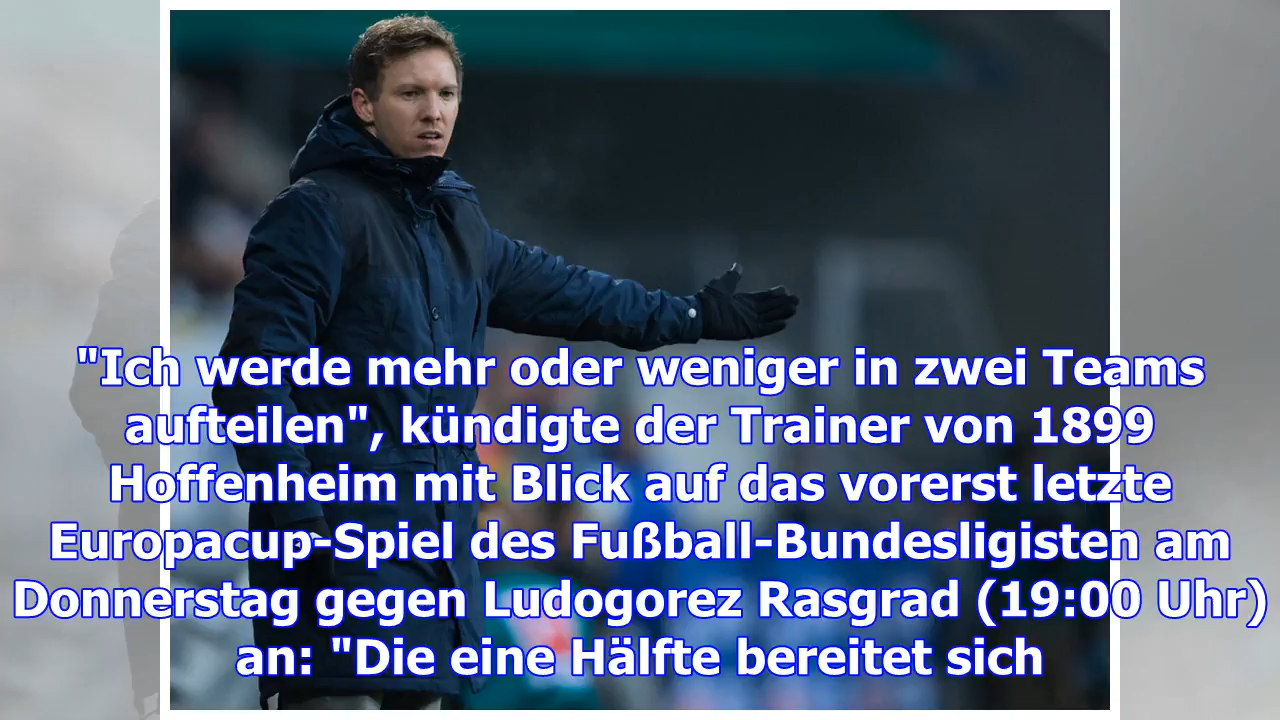 "Ich werde mehr oder weniger in zwei Teams
aufteilen", kündigte der Trainer von 1899
Hoffenheim mit Blick auf das vorerst letzte
Europacup-Spiel des Fußball-Bundesligisten am
Donnerstag gegen Ludogorez Rasgrad (19:00 Uhr)
an: "Die eine Hälfte bereitet sich